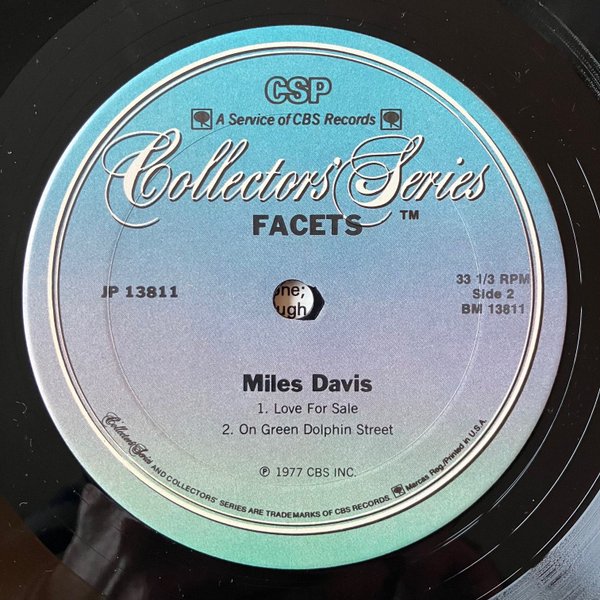 CSP
A Service of CBS Records
Collectors' Series™
FACETS
JP 13811
33 1/3 RPM
Side 2
BM 13811
one;
ugh
Miles Davis
1. Love For Sale
2. On Green Dolphin Street
Ⓟ 1977 CBS INC.
Collectors' Series AND COLLECTORS' SERIES ARE TRADEMARKS OF CBS RECORDS. Marcas Reg./Printed in U.S.A.